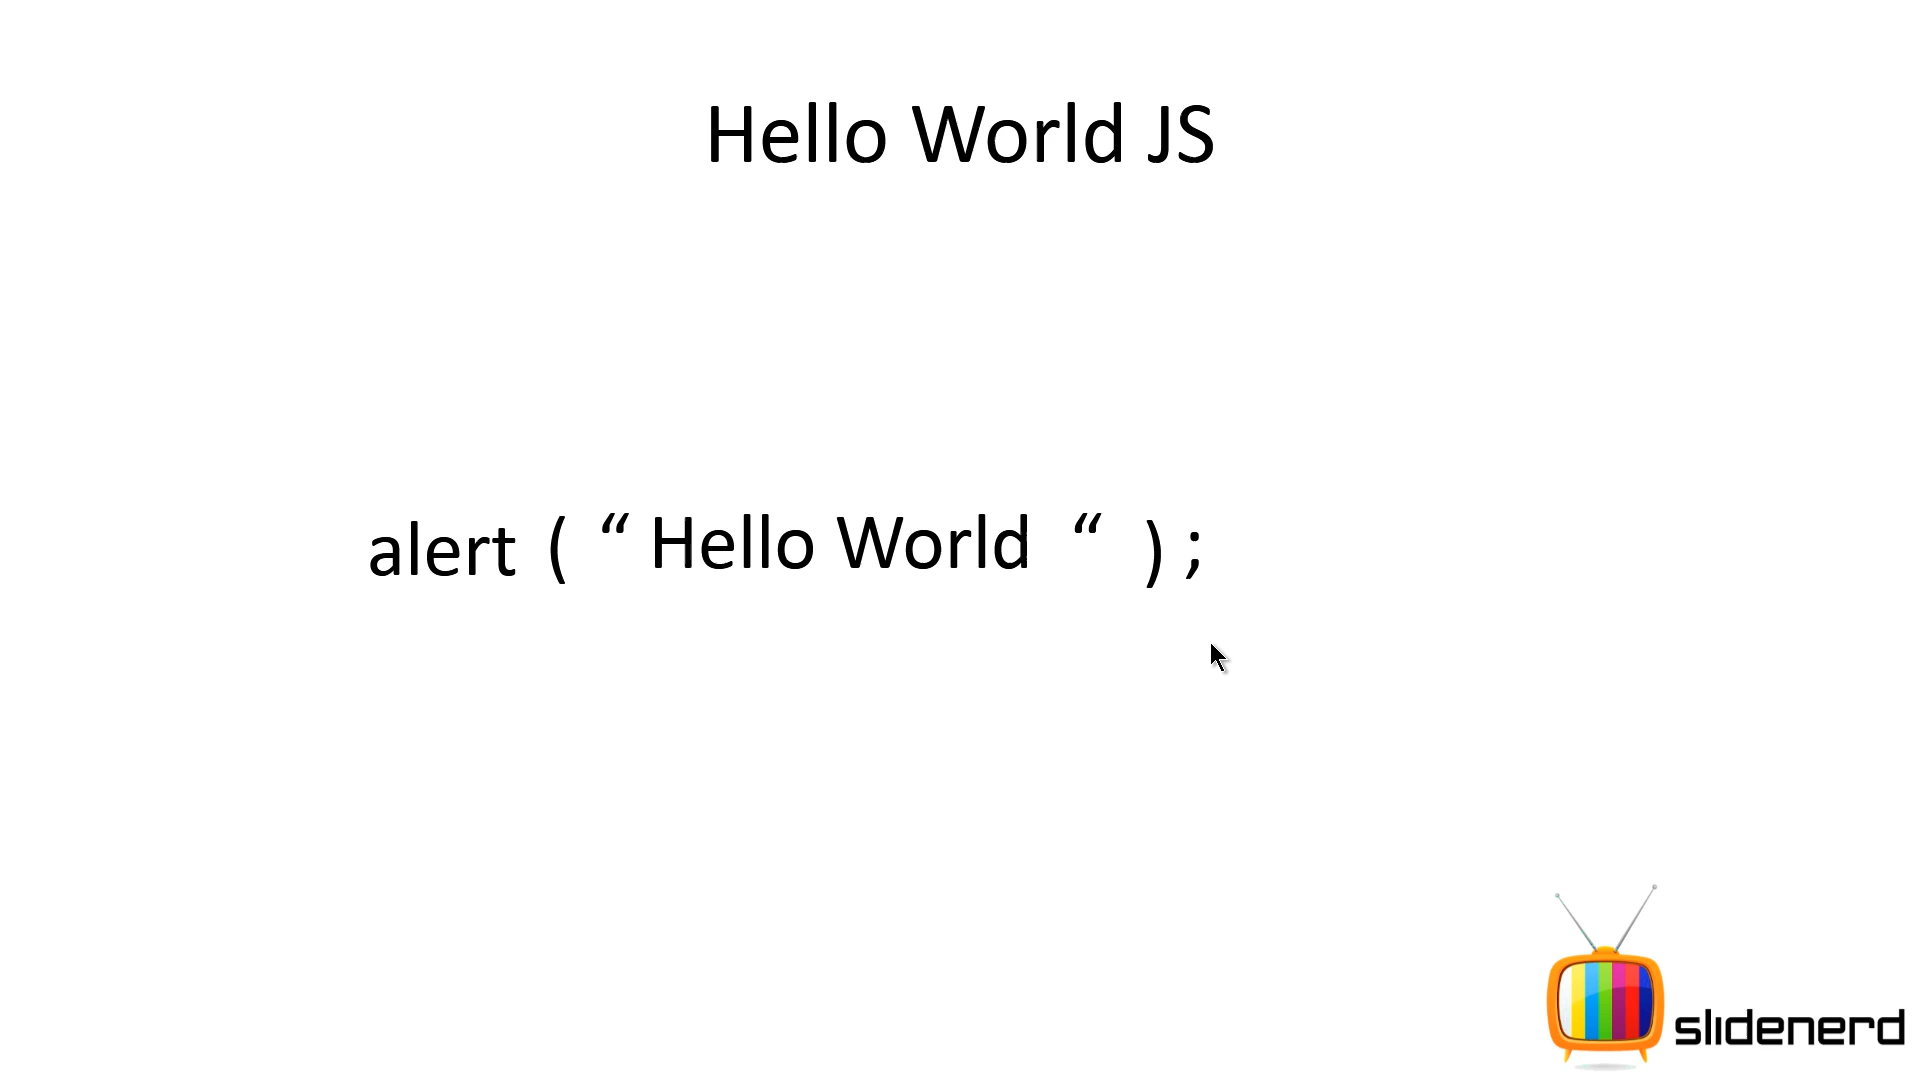 Hello World JS
alert ( “ Hello World “ ) ;
slidenerd